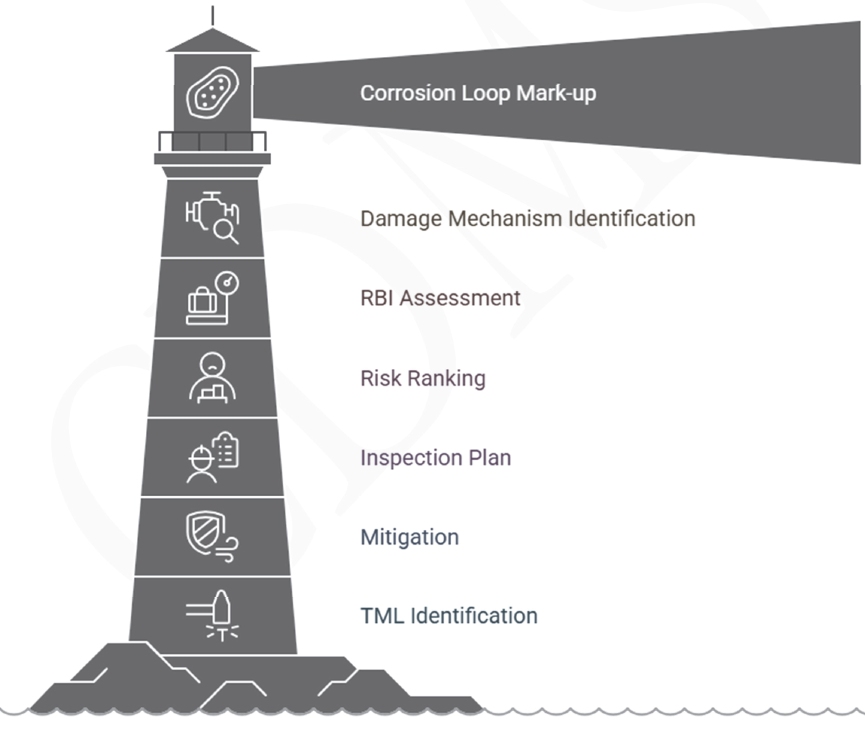 Corrosion Loop Mark-up
Damage Mechanism Identification
RBI Assessment
Risk Ranking
Inspection Plan
Mitigation
TML Identification